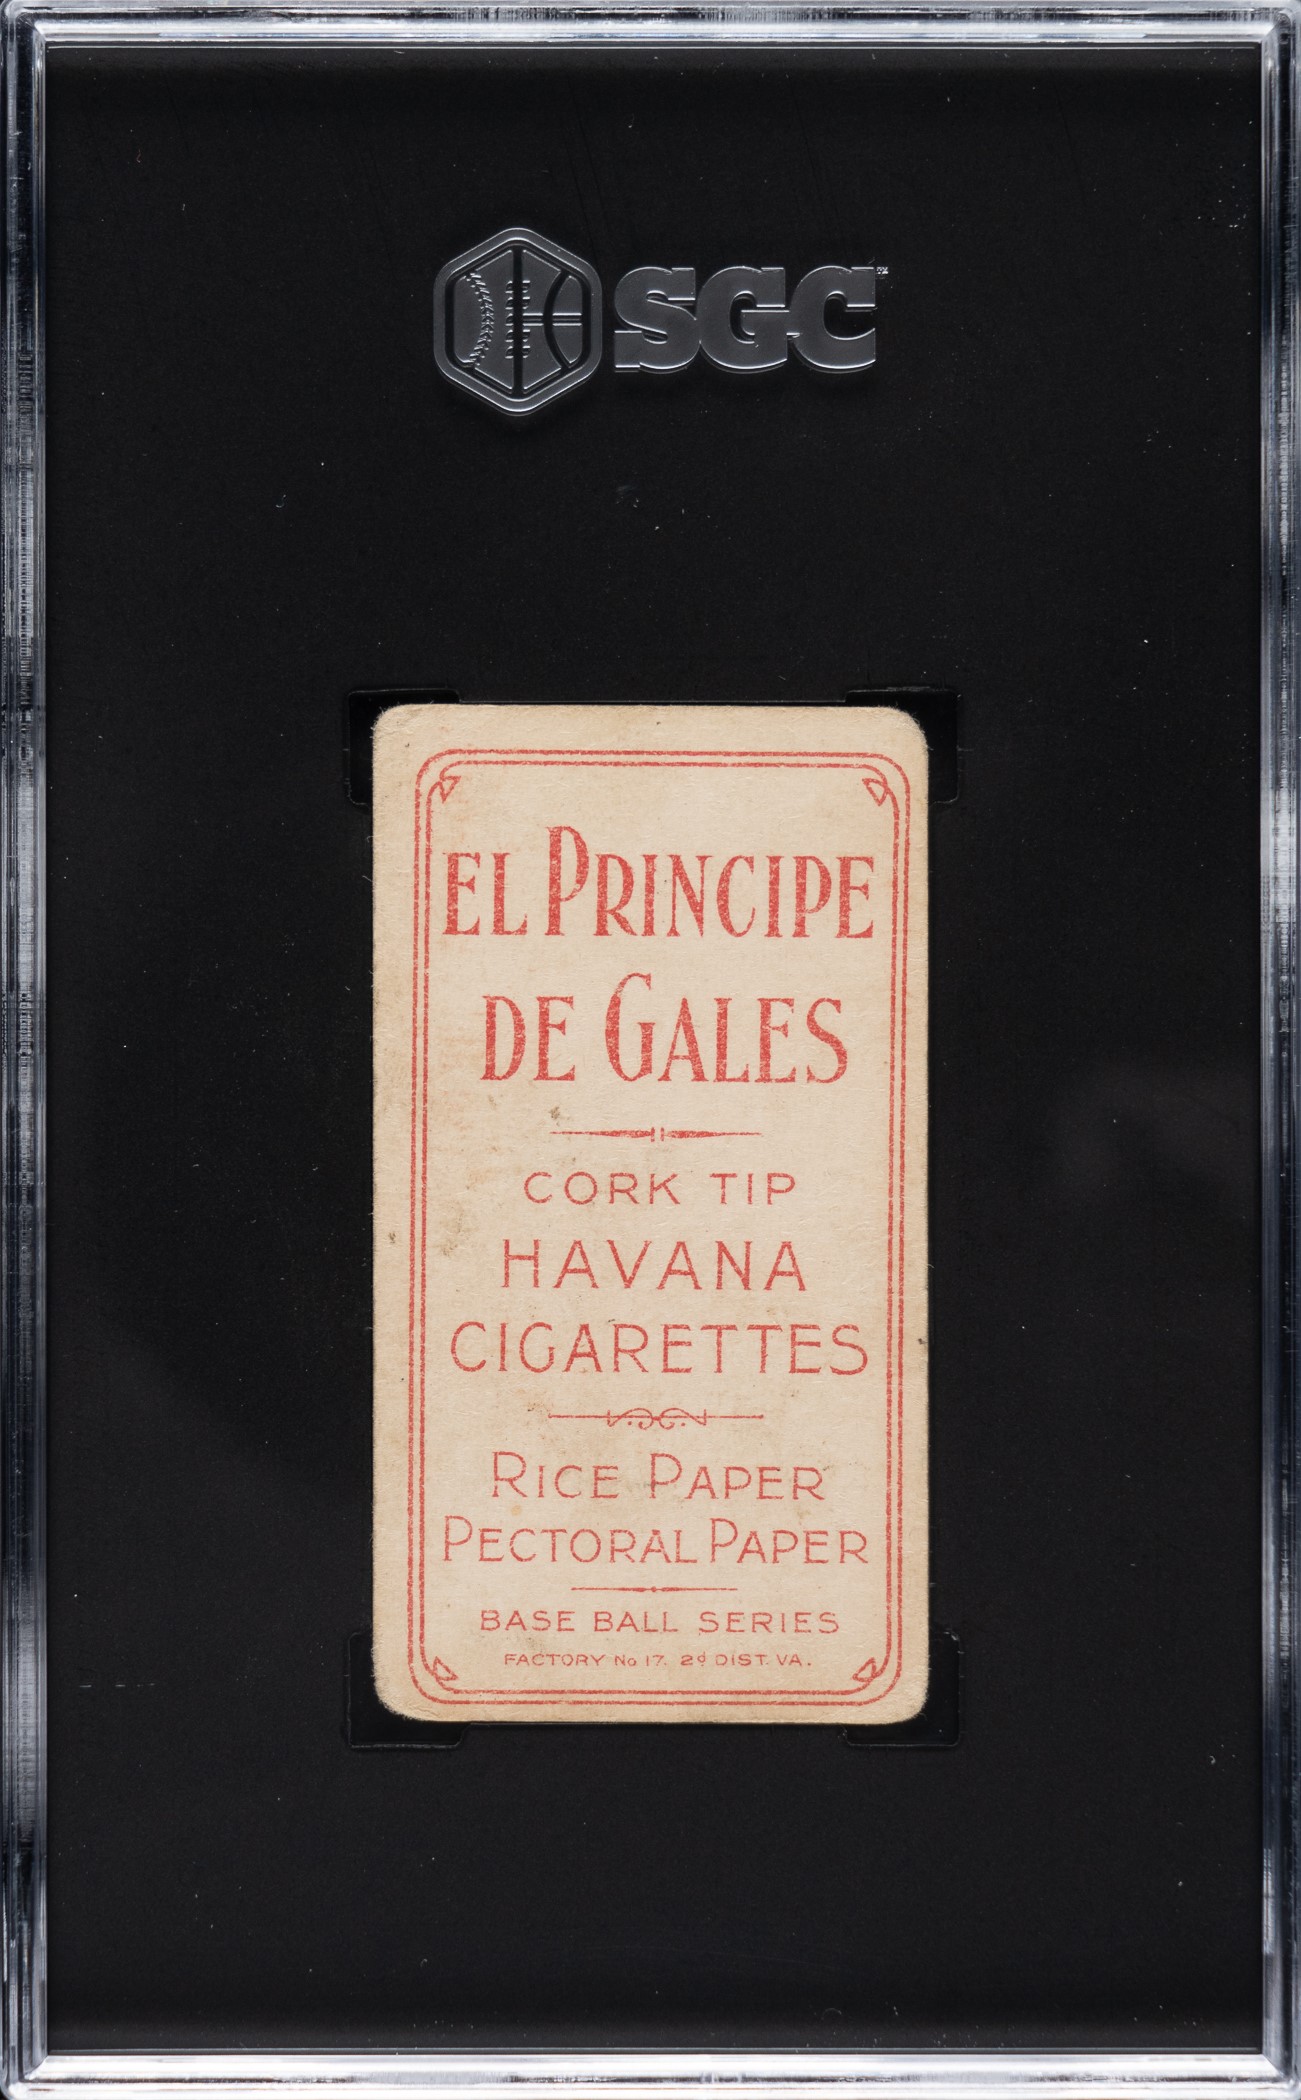 SGC™
EL PRINCIPE
DE GALES
CORK TIP
HAVANA
CIGARETTES
RICE PAPER
PECTORAL PAPER
BASE BALL SERIES
FACTORY No 17. 2d DIST. VA.